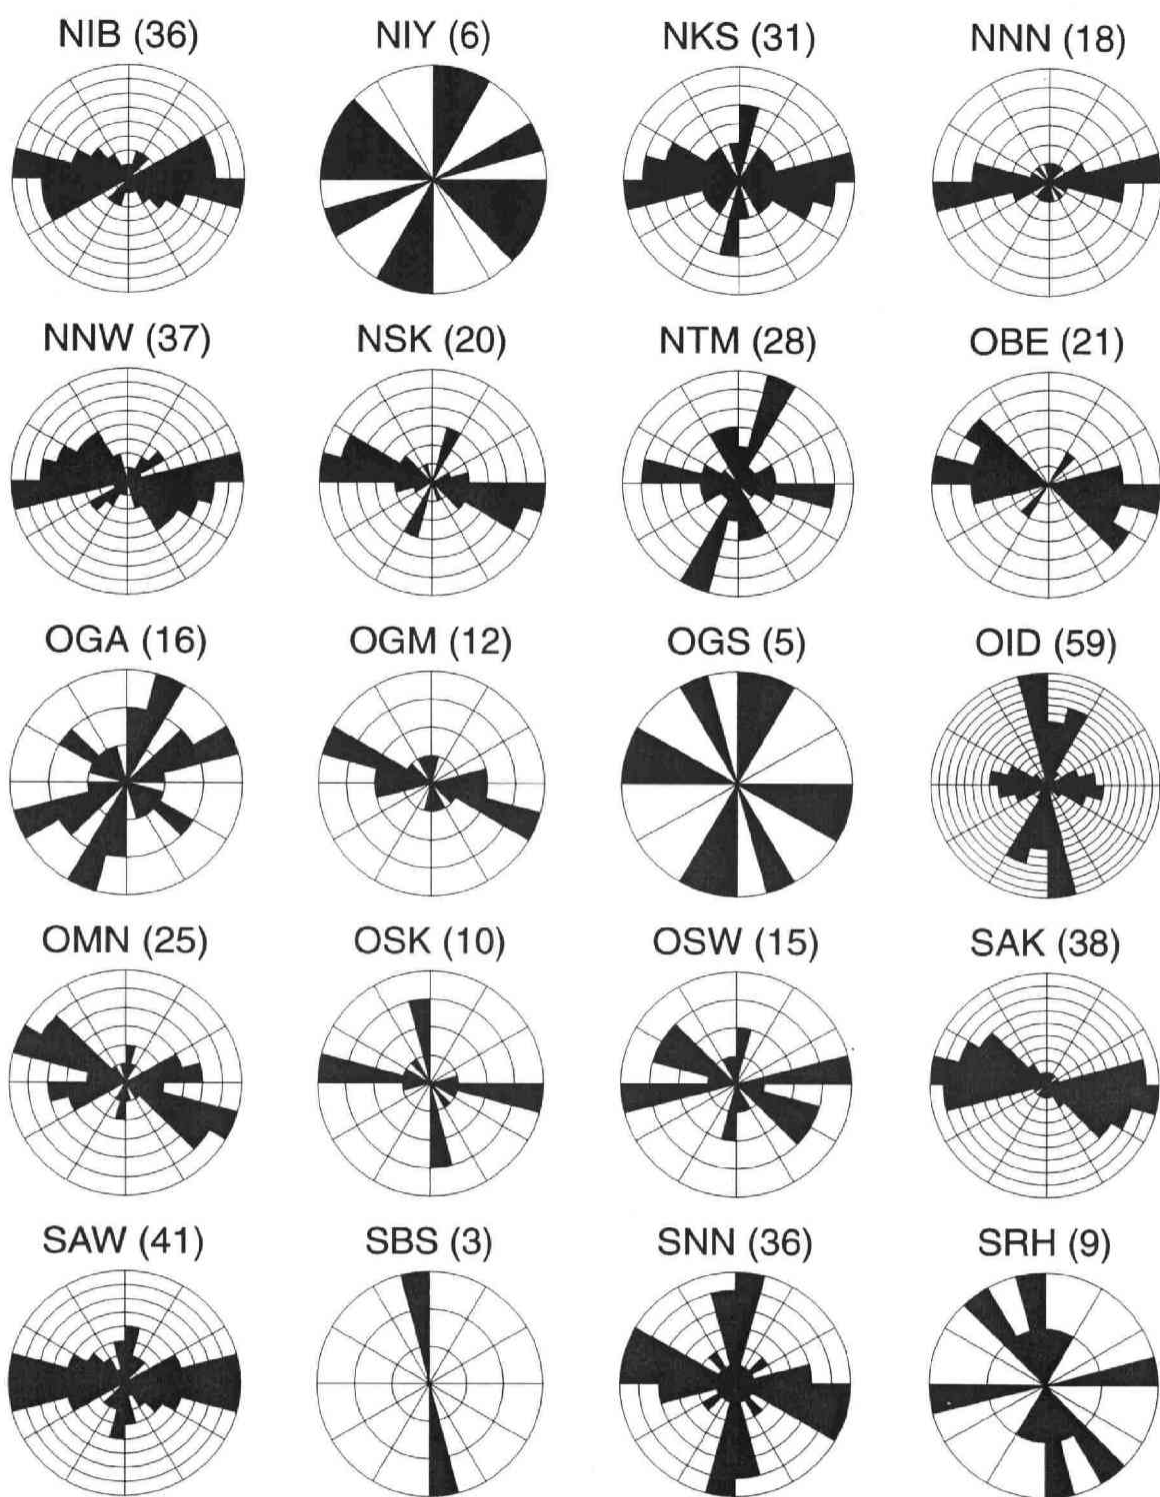 NIB (36) NIY (6) NKS (31) NNN (18)
NNW (37) NSK (20) NTM (28) OBE (21)
OGA (16) OGM (12) OGS (5) OID (59)
OMN (25) OSK (10) OSW (15) SAK (38)
SAW (41) SBS (3) SNN (36) SRH (9)